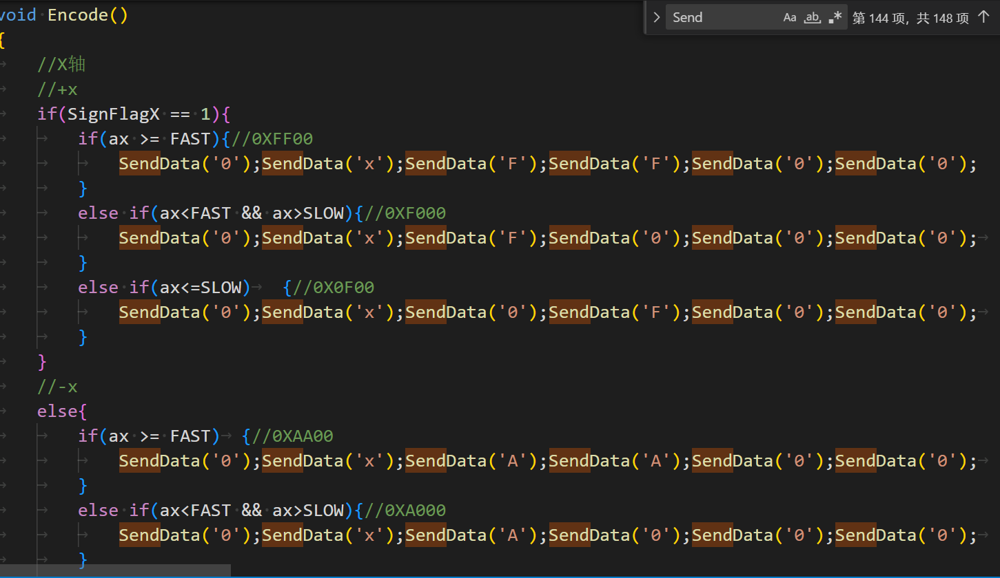 void Encode()
Send Aa ab 第 144 项，共 148 项
{
//X轴
//+x
if(SignFlagX == 1){
if(ax >= FAST){//0XFF00
SendData('0');SendData('x');SendData('F');SendData('F');SendData('0');SendData('0');
}
else if(ax<FAST && ax>SLOW){//0XF000
SendData('0');SendData('x');SendData('F');SendData('0');SendData('0');SendData('0');
}
else if(ax<=SLOW) {//0X0F00
SendData('0');SendData('x');SendData('0');SendData('F');SendData('0');SendData('0');
}
}
//-x
else{
if(ax >= FAST) {//0XAA00
SendData('0');SendData('x');SendData('A');SendData('A');SendData('0');SendData('0');
}
else if(ax<FAST && ax>SLOW){//0XA000
SendData('0');SendData('x');SendData('A');SendData('0');SendData('0');SendData('0');
}